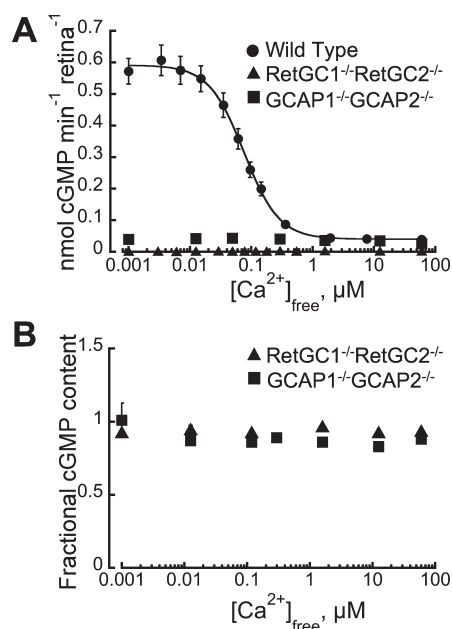 A
nmol cGMP min-1 retina-1
0.7
0.6
0.5
0.4
0.3
0.2
0.1
0
Wild Type
RetGC1-/-RetGC2-/-
GCAP1-/-GCAP2-/-
0.001 0.01 0.1 1 10 100
[Ca2+]free, µM
B
Fractional cGMP content
1.5
1
0.5
0
RetGC1-/-RetGC2-/-
GCAP1-/-GCAP2-/-
0.001 0.01 0.1 1 10 100
[Ca2+]free, µM